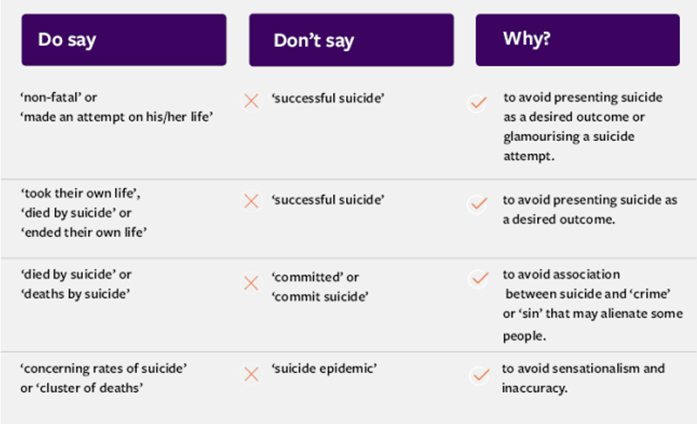 Do say
Don’t say
Why?
‘non-fatal’ or
‘made an attempt on his/her life’
‘successful suicide’
to avoid presenting suicide
as a desired outcome or
glamourising a suicide
attempt.
‘took their own life’,
‘died by suicide’ or
‘ended their own life’
‘successful suicide’
to avoid presenting suicide as
a desired outcome.
‘died by suicide’ or
‘deaths by suicide’
‘committed’ or
‘commit suicide’
to avoid association
between suicide and ‘crime’
or ‘sin’ that may alienate some
people.
‘concerning rates of suicide’
or ‘cluster of deaths’
‘suicide epidemic’
to avoid sensationalism and
inaccuracy.